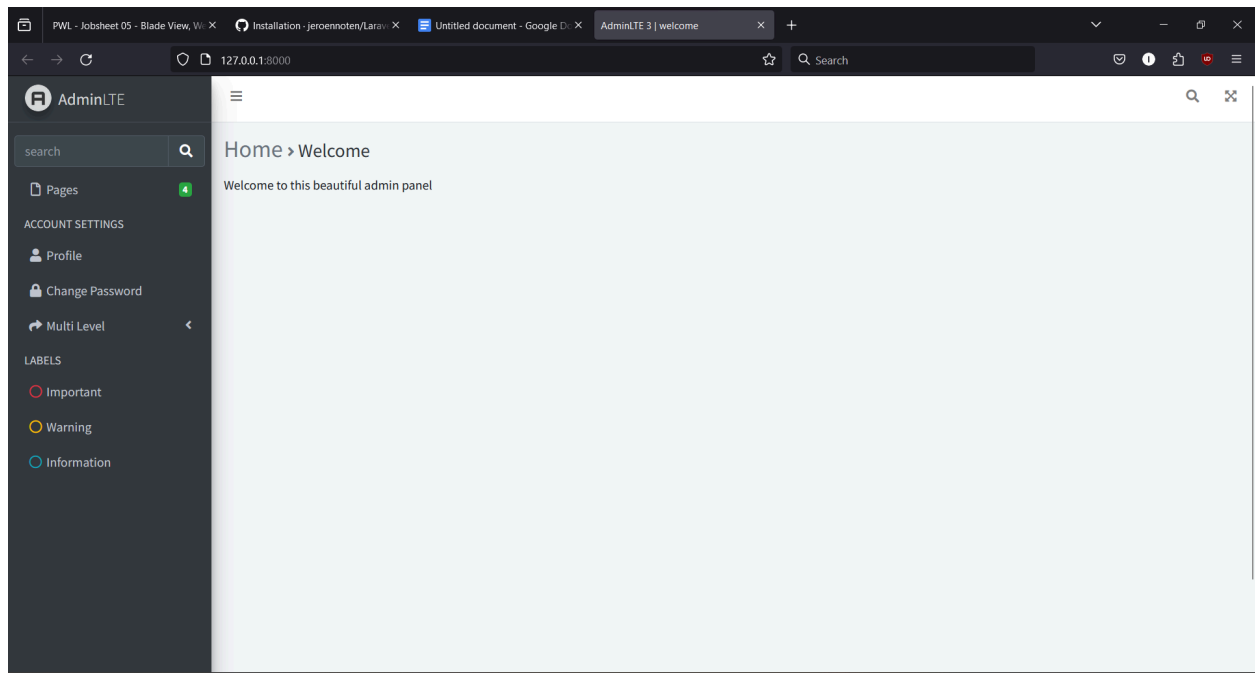 PWL - Jobsheet 05 - Blade View, W
Installation · jeroennoten/Larav
Untitled document - Google Do
AdminLTE 3 | welcome
127.0.0.1:8000
Search
AdminLTE
search
Pages
4
ACCOUNT SETTINGS
Profile
Change Password
Multi Level
LABELS
Important
Warning
Information
Home › Welcome
Welcome to this beautiful admin panel